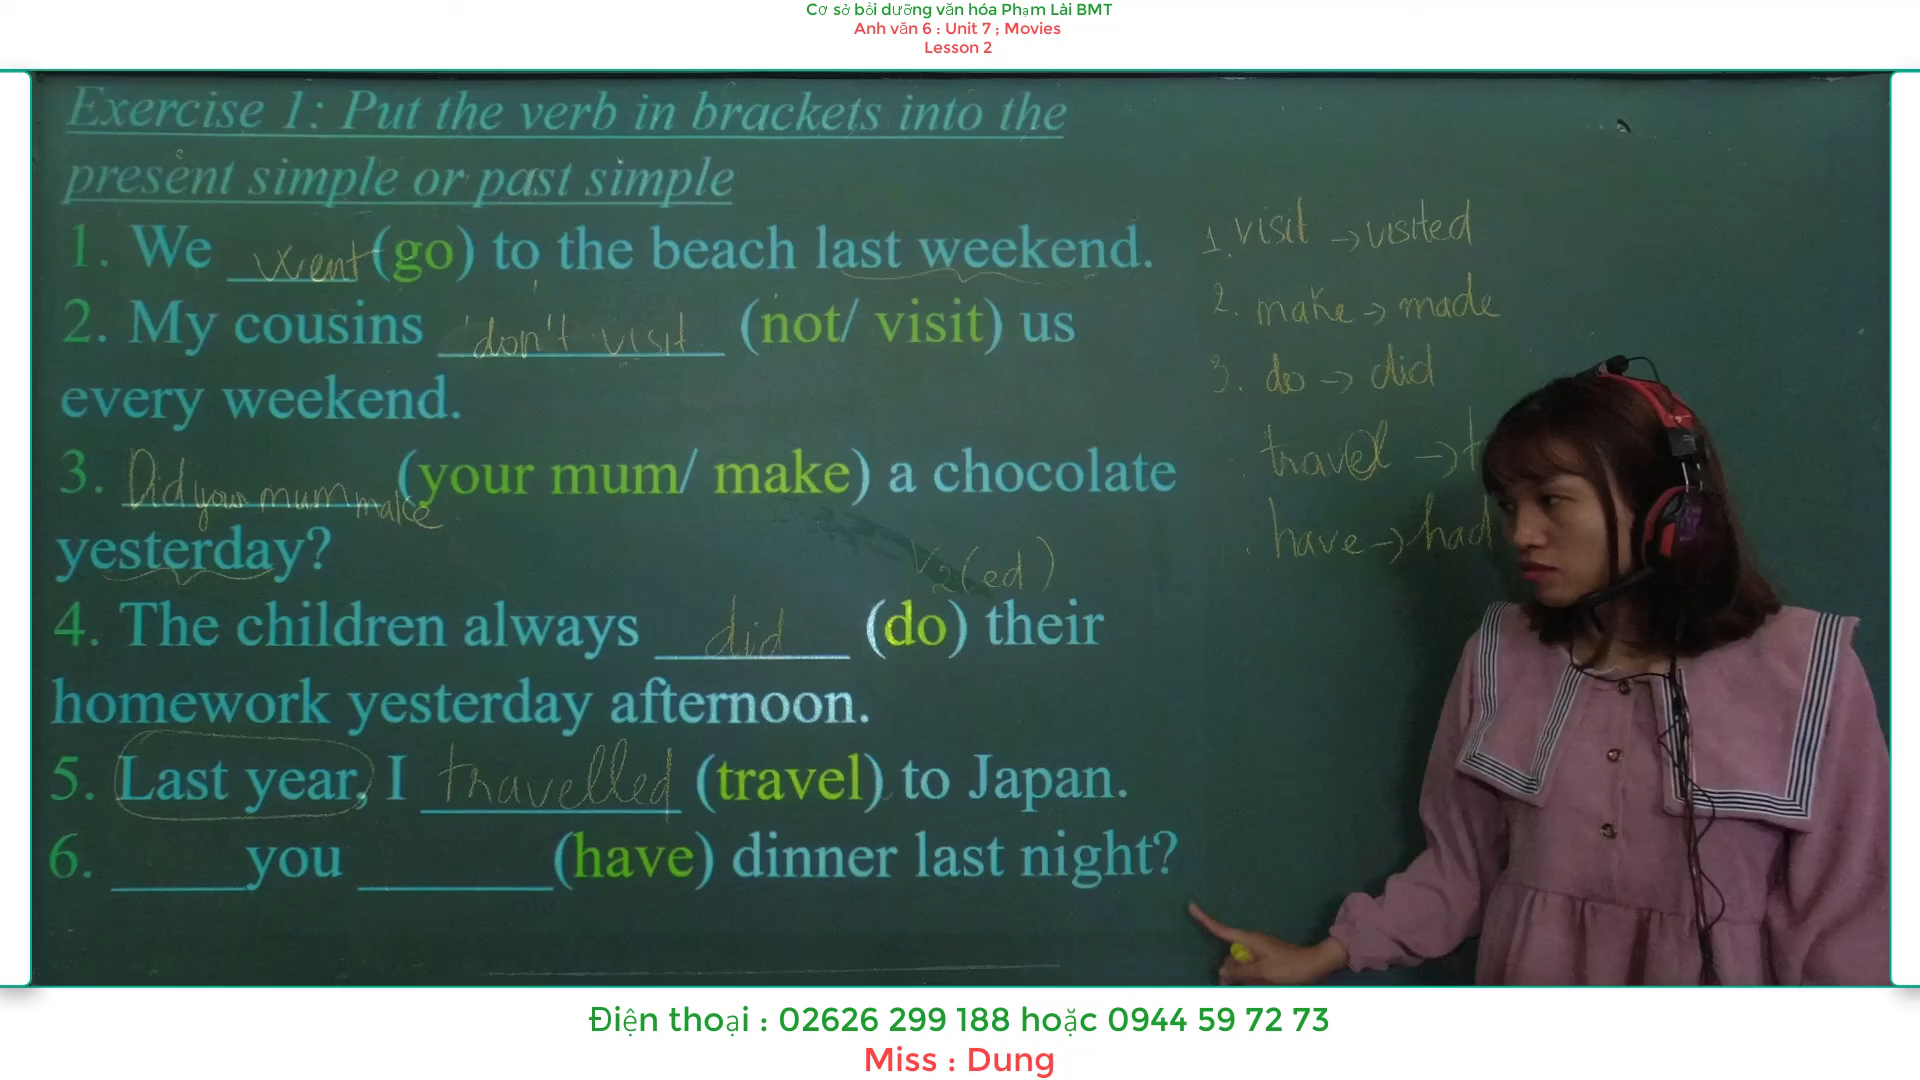 Cơ sở bồi dưỡng văn hóa Phạm Lài BMT
Anh văn 6 : Unit 7 ; Movies
Lesson 2
Exercise 1: Put the verb in brackets into the
present simple or past simple
1. We went (go) to the beach last weekend.
2. My cousins don't visit (not/ visit) us
every weekend.
3. Did your mum make (your mum/ make) a chocolate
yesterday?
V2(ed)
4. The children always did (do) their
homework yesterday afternoon.
5. Last year, I travelled (travel) to Japan.
6. ____you ______(have) dinner last night?
1. visit → visited
2. make → made
3. do → did
travel →
have → had
Điện thoại : 02626 299 188 hoặc 0944 59 72 73
Miss : Dung